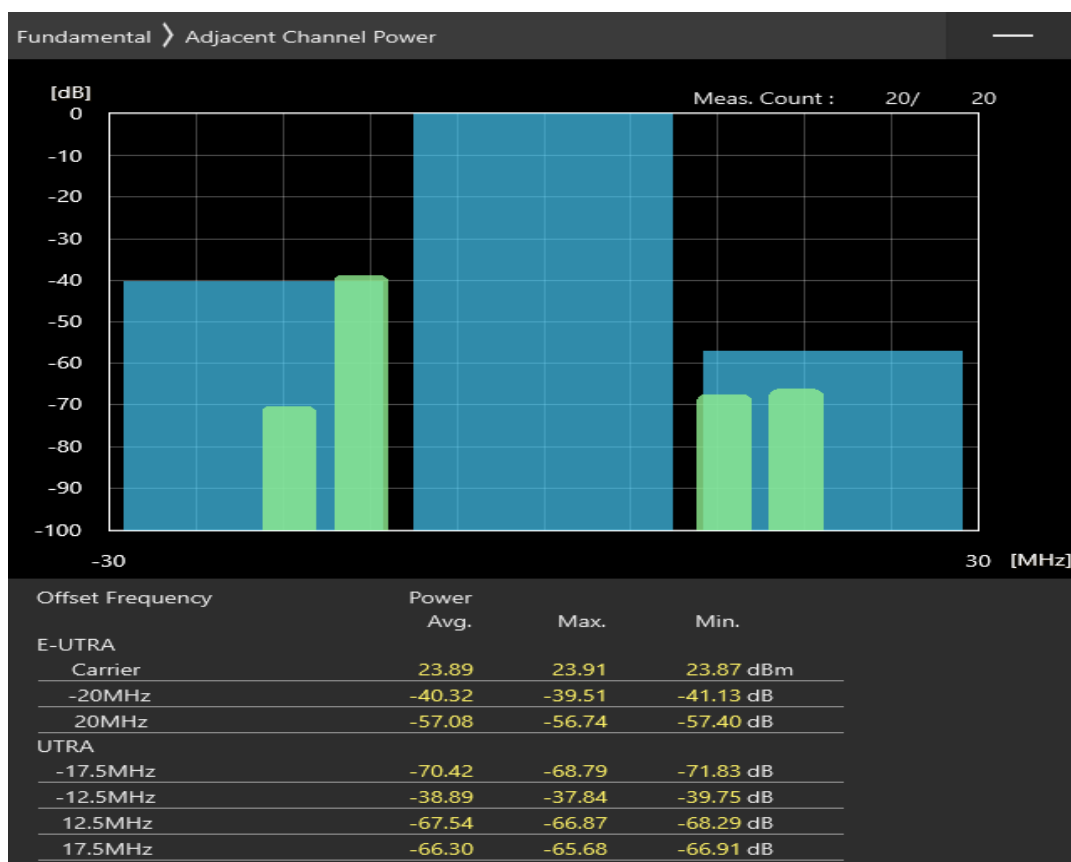 Fundamental ❯ Adjacent Channel Power
[dB]
Meas. Count : 20/ 20
0
-10
-20
-30
-40
-50
-60
-70
-80
-90
-100
-30 30 [MHz]
Offset Frequency Power
Avg. Max. Min.
E-UTRA
Carrier 23.89 23.91 23.87 dBm
-20MHz -40.32 -39.51 -41.13 dB
20MHz -57.08 -56.74 -57.40 dB
UTRA
-17.5MHz -70.42 -68.79 -71.83 dB
-12.5MHz -38.89 -37.84 -39.75 dB
12.5MHz -67.54 -66.87 -68.29 dB
17.5MHz -66.30 -65.68 -66.91 dB